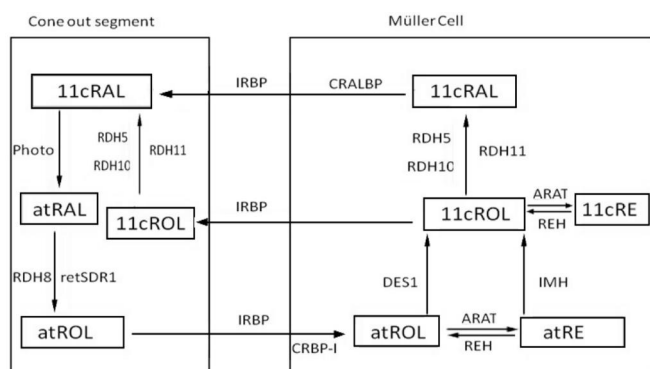 Cone out segment
Müller Cell
11cRAL
IRBP
CRALBP
11cRAL
Photo
RDH5
RDH10
RDH11
RDH5
RDH10
RDH11
atRAL
11cROL
IRBP
11cROL
ARAT
REH
11cRE
RDH8
retSDR1
DES1
IMH
atROL
IRBP
CRBP-I
atROL
ARAT
REH
atRE